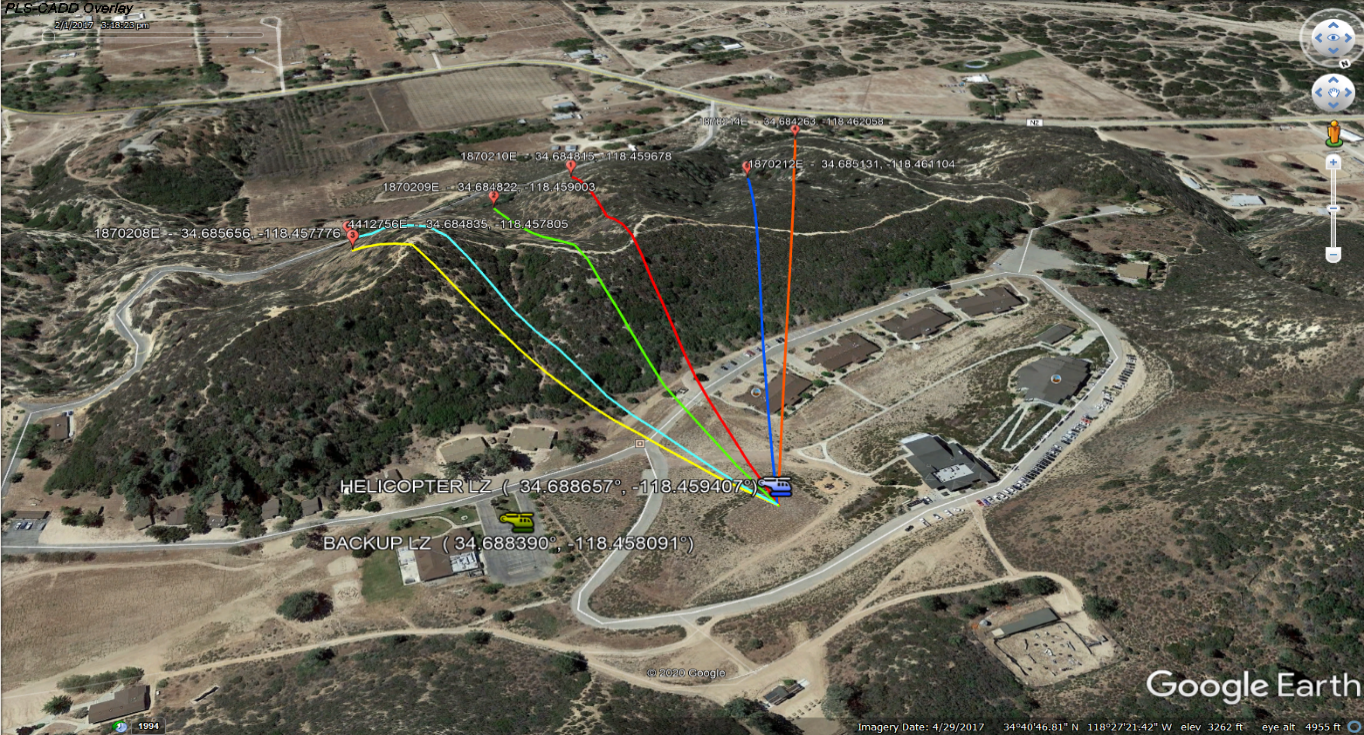 PLS-CADD Overlay
2/1/2017 3:18:23 pm
34.684263, -118.462058
N2
1870210E - 34.684815, -118.459678
1870212E - 34.685131, -118.461104
1870209E - 34.684822, -118.459003
4412756E - 34.684835, -118.457805
1870208E - 34.685656, -118.457776
HELICOPTER LZ ( 34.688657°, -118.459407°)
BACKUP LZ ( 34.688390°, -118.458091°)
© 2020 Google
Google Earth
1994
Imagery Date: 4/29/2017 34°40'46.81" N 118°27'21.42" W elev 3262 ft eye alt 4955 ft